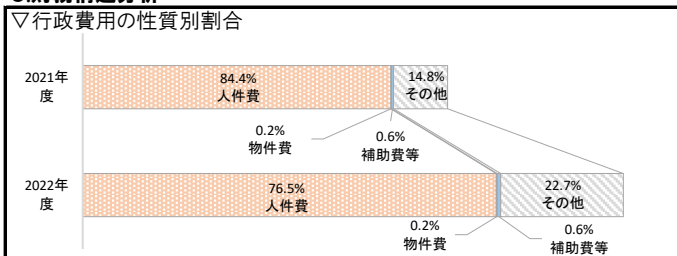 ▽行政費用の性質別割合
2021年
度
84.4%
人件費
14.8%
その他
0.2%
物件費
0.6%
補助費等
2022年
度
76.5%
人件費
22.7%
その他
0.2%
物件費
0.6%
補助費等